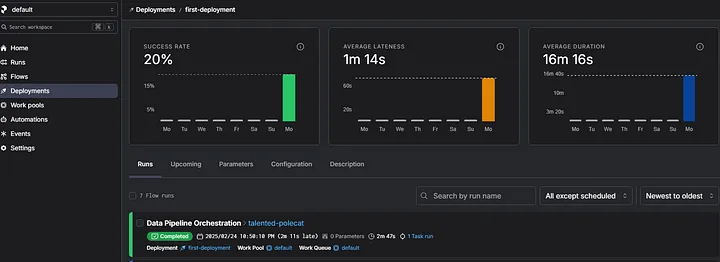 default
Deployments / first-deployment
Search workspace
k
Home
Runs
Flows
Deployments
Work pools
Automations
Events
Settings
SUCCESS RATE
20%
15%
5%
Mo Tu We Th Fr Sa Su Mo
AVERAGE LATENESS
1m 14s
60s
20s
Mo Tu We Th Fr Sa Su Mo
AVERAGE DURATION
16m 16s
16m 40s
10m
3m 20s
Mo Tu We Th Fr Sa Su Mo
Runs Upcoming Parameters Configuration Description
7 Flow runs
Search by run name
All except scheduled
Newest to oldest
Data Pipeline Orchestration > talented-polecat
Completed 2025/02/24 10:50:10 PM (2m 11s late) 0 Parameters 2m 47s 1 Task run
Deployment first-deployment Work Pool default Work Queue default